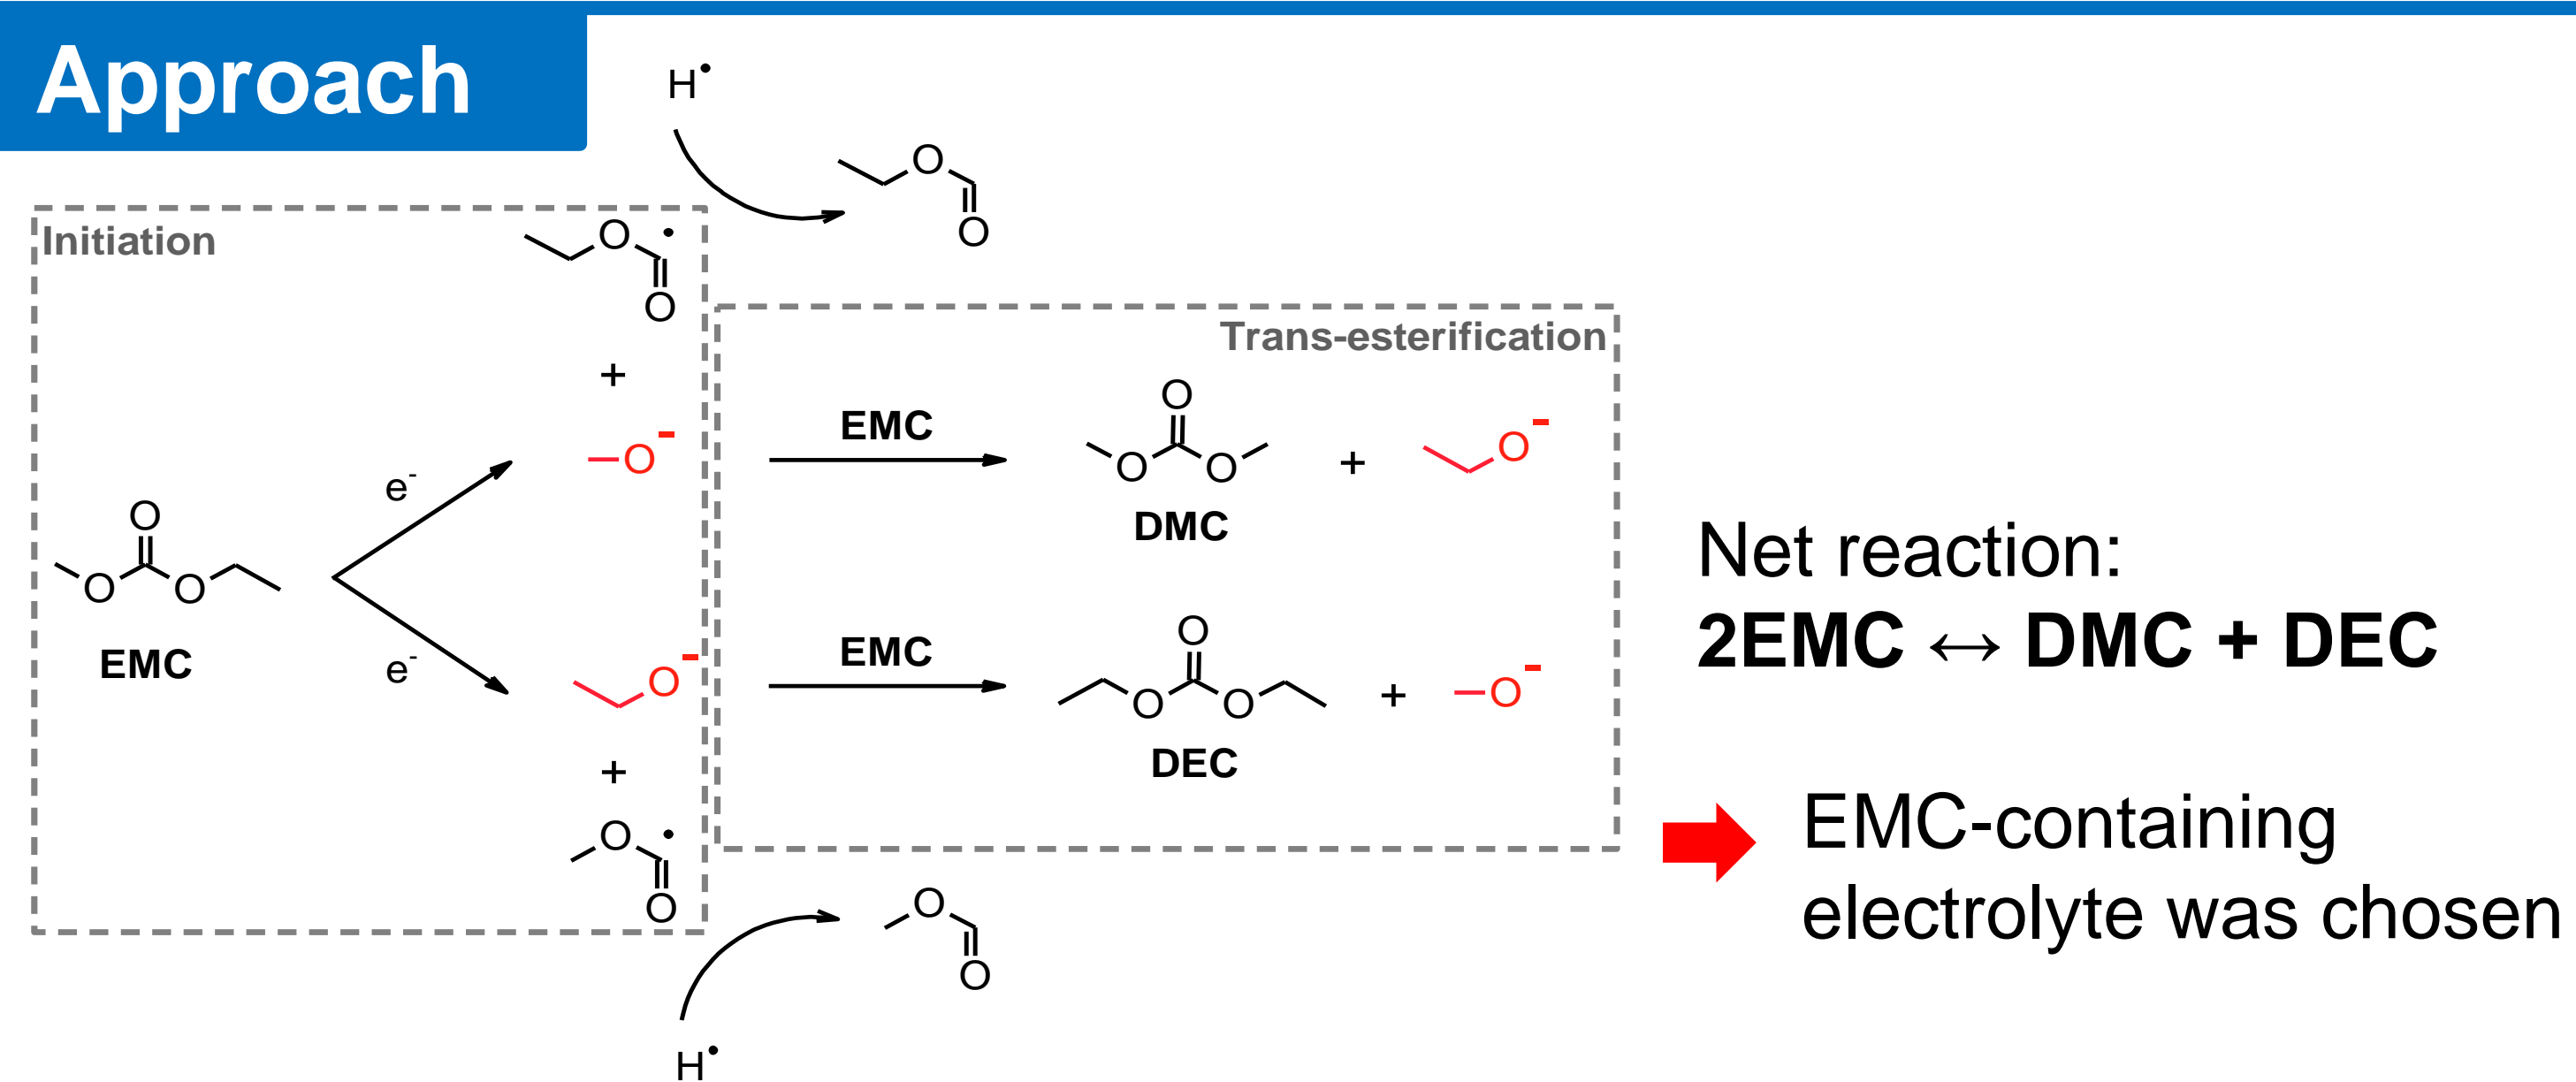 Approach
H•
O
O
Initiation
O •
O
+
Trans-esterification
O
EMC
O-
O O
+
O-
e-
DMC
O
O O
EMC
e-
O-
EMC
O
O O
+
O-
DEC
+
O •
O
O
O
H•
Net reaction:
2EMC ↔ DMC + DEC
EMC-containing
electrolyte was chosen